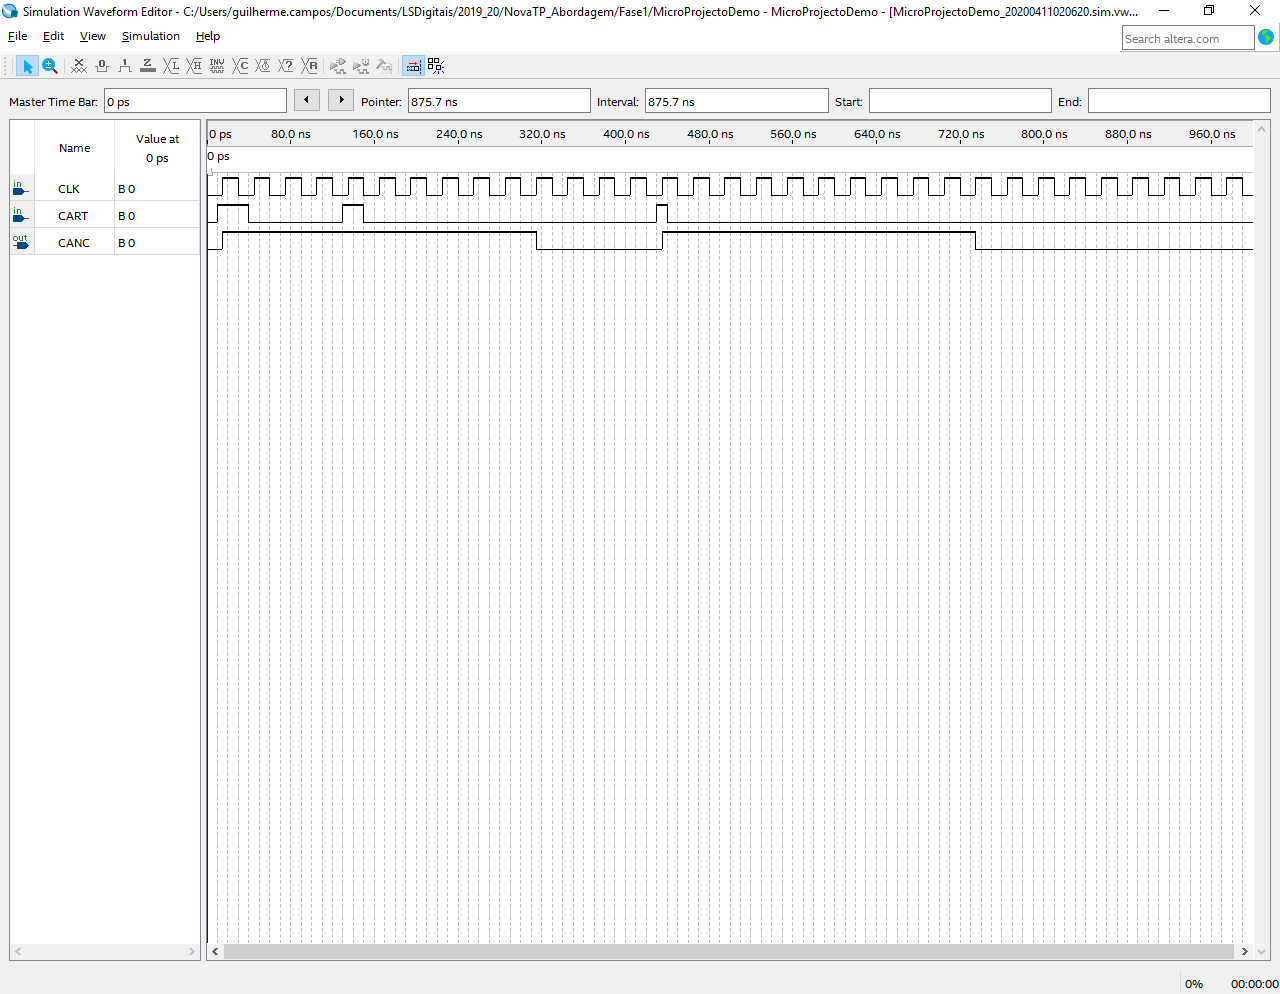 Simulation Waveform Editor - C:/Users/guilherme.campos/Documents/LSDigitais/2019_20/NovaTP_Abordagem/Fase1/MicroProjectoDemo - MicroProjectoDemo - [MicroProjectoDemo_20200411020620.sim.vw...
File Edit View Simulation Help
Search altera.com
Master Time Bar: 0 ps Pointer: 875.7 ns Interval: 875.7 ns Start: End:
Name Value at 0 ps
0 ps 80.0 ns 160.0 ns 240.0 ns 320.0 ns 400.0 ns 480.0 ns 560.0 ns 640.0 ns 720.0 ns 800.0 ns 880.0 ns 960.0 ns
0 ps
in CLK B 0
in CART B 0
out CANC B 0
0% 00:00:00